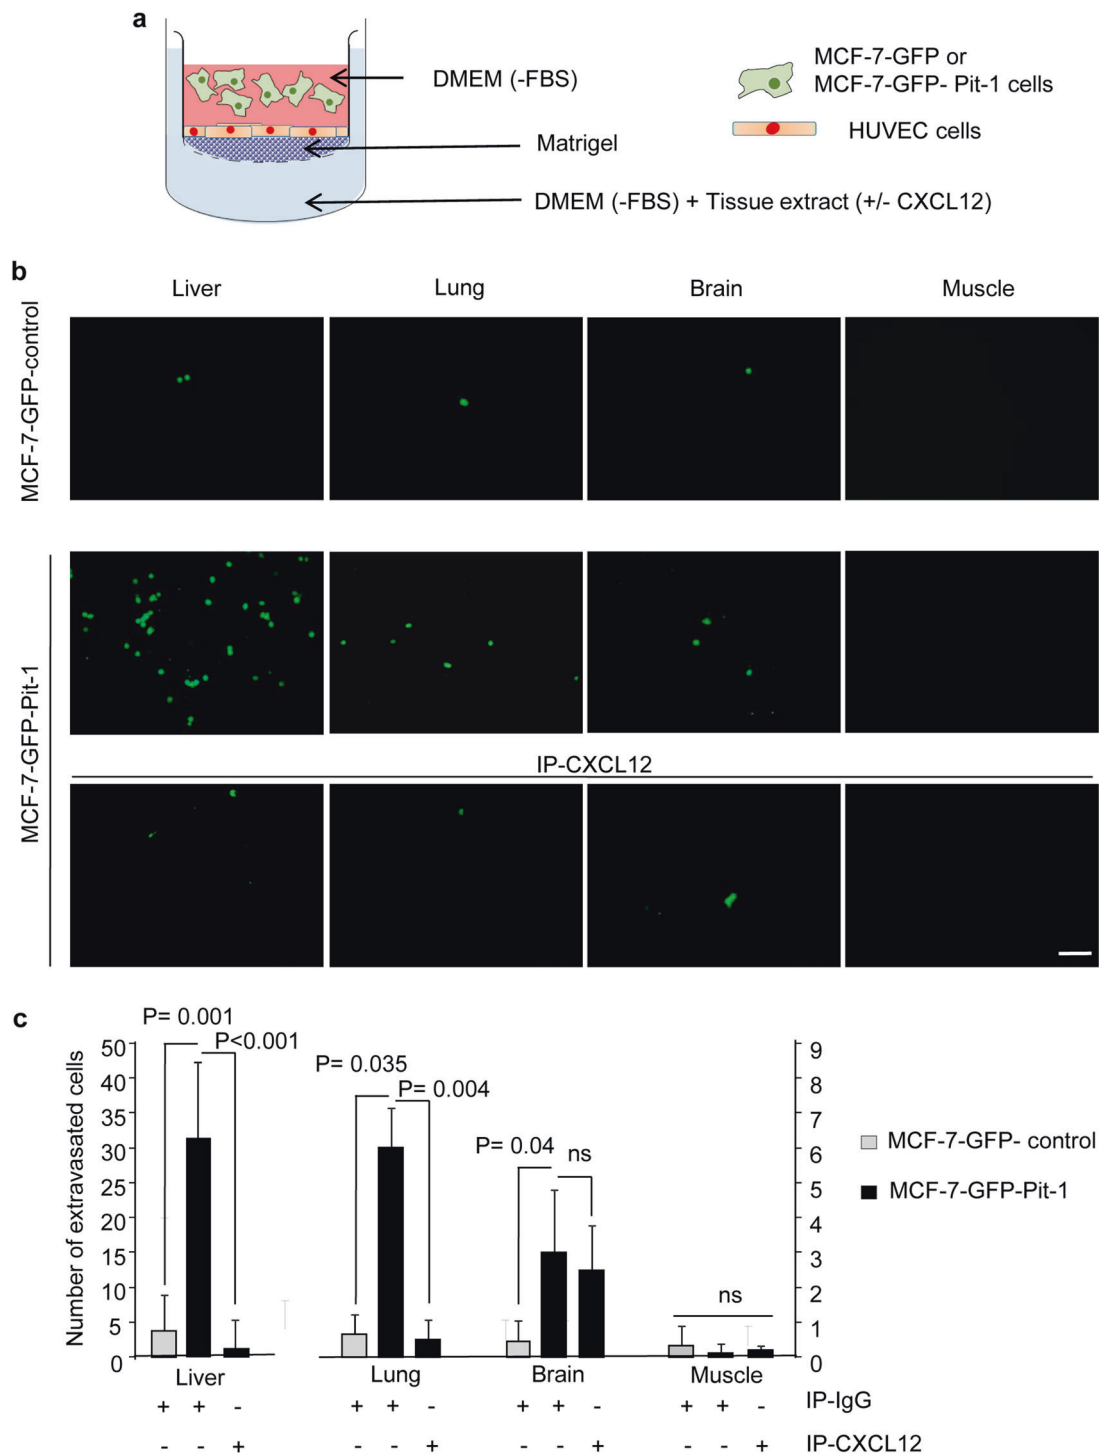 a
DMEM (-FBS)
MCF-7-GFP or
MCF-7-GFP- Pit-1 cells
HUVEC cells
Matrigel
DMEM (-FBS) + Tissue extract (+/- CXCL12)
b
Liver Lung Brain Muscle
MCF-7-GFP-control
MCF-7-GFP-Pit-1
IP-CXCL12
c
Number of extravasated cells
50
40
35
30
25
20
15
10
5
0
P= 0.001
P<0.001
P= 0.035
P= 0.004
P= 0.04
ns
ns
9
8
7
6
5
4
3
2
1
0
MCF-7-GFP- control
MCF-7-GFP-Pit-1
Liver Lung Brain Muscle
+ + - + + - + + - + + - IP-IgG
- - + - - + - - + - - + IP-CXCL12